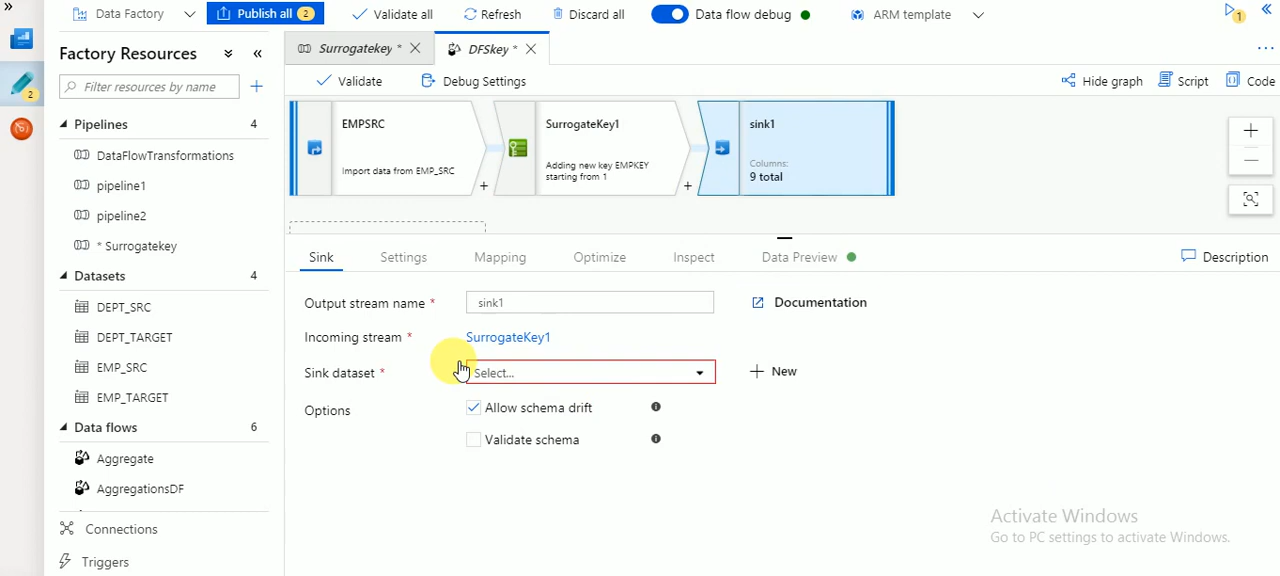 » Data Factory Publish all 2 Validate all Refresh Discard all Data flow debug ARM template 1 «
Factory Resources «
Filter resources by name +
Pipelines 4
DataFlowTransformations
pipeline1
pipeline2
* Surrogatekey
Datasets 4
DEPT_SRC
DEPT_TARGET
EMP_SRC
EMP_TARGET
Data flows 6
Aggregate
AggregationsDF
Connections
Triggers
2
Surrogatekey * DFSkey * ...
Validate Debug Settings Hide graph Script Code
EMPSRC
Import data from EMP_SRC
+
SurrogateKey1
Adding new key EMPKEY
starting from 1
+
sink1
Columns:
9 total
Sink Settings Mapping Optimize Inspect Data Preview Description
Output stream name * sink1 Documentation
Incoming stream * SurrogateKey1
Sink dataset * Select... + New
Options Allow schema drift
Validate schema
Activate Windows
Go to PC settings to activate Windows.